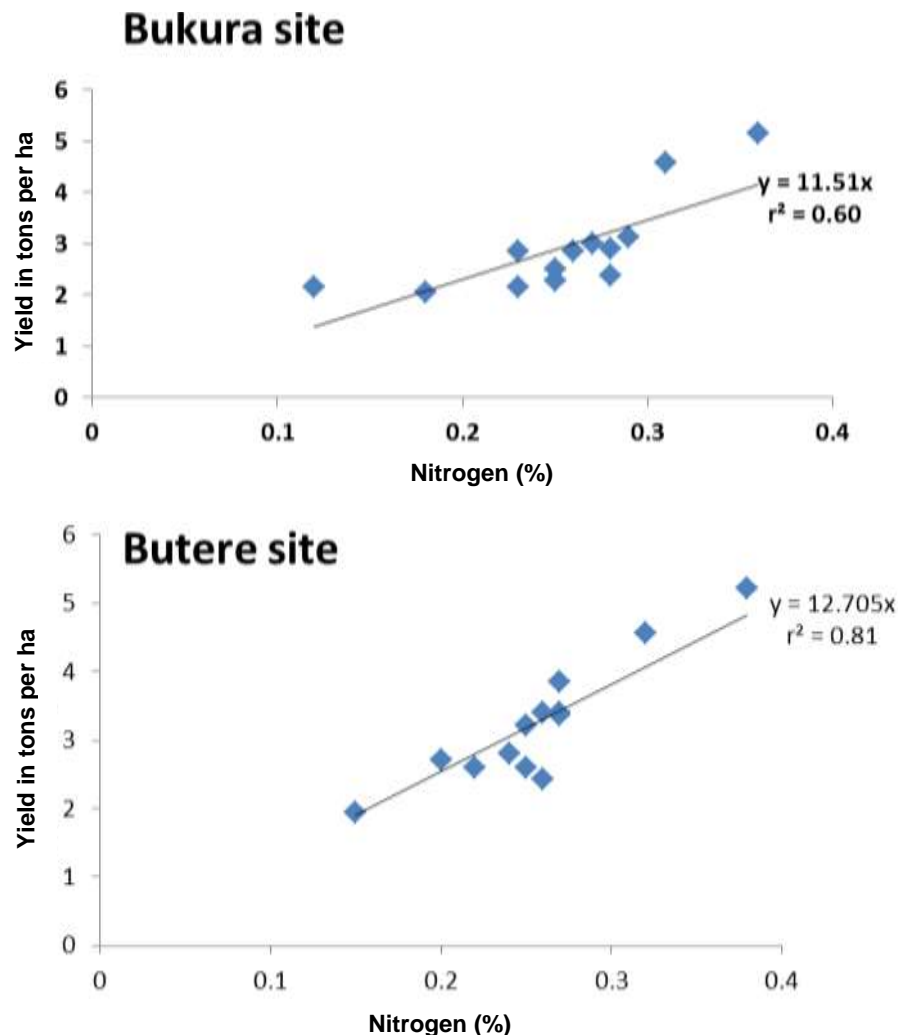 Bukura site
6
5
4
3
2
1
0
Yield in tons per ha
y = 11.51x
r² = 0.60
0 0.1 0.2 0.3 0.4
Nitrogen (%)
Butere site
6
5
4
3
2
1
0
Yield in tons per ha
y = 12.705x
r² = 0.81
0 0.1 0.2 0.3 0.4
Nitrogen (%)